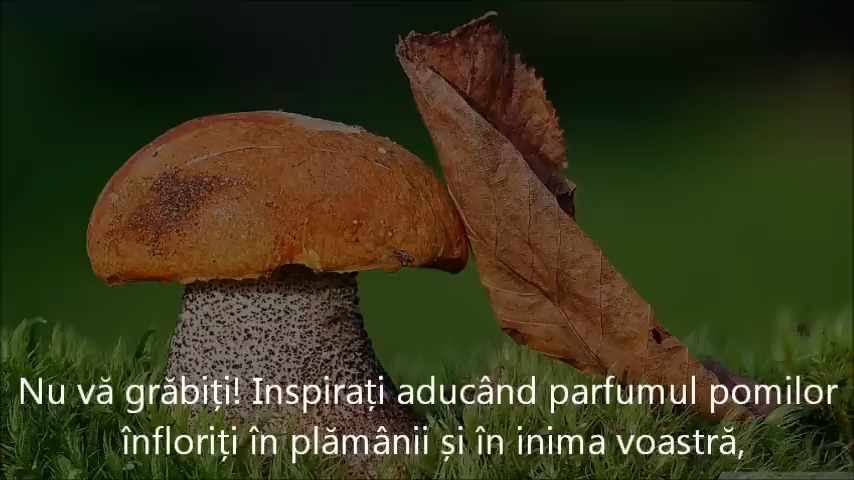 Nu vă grăbiți! Inspirați aducând parfumul pomilor
înfloriți în plămânii și în inima voastră,